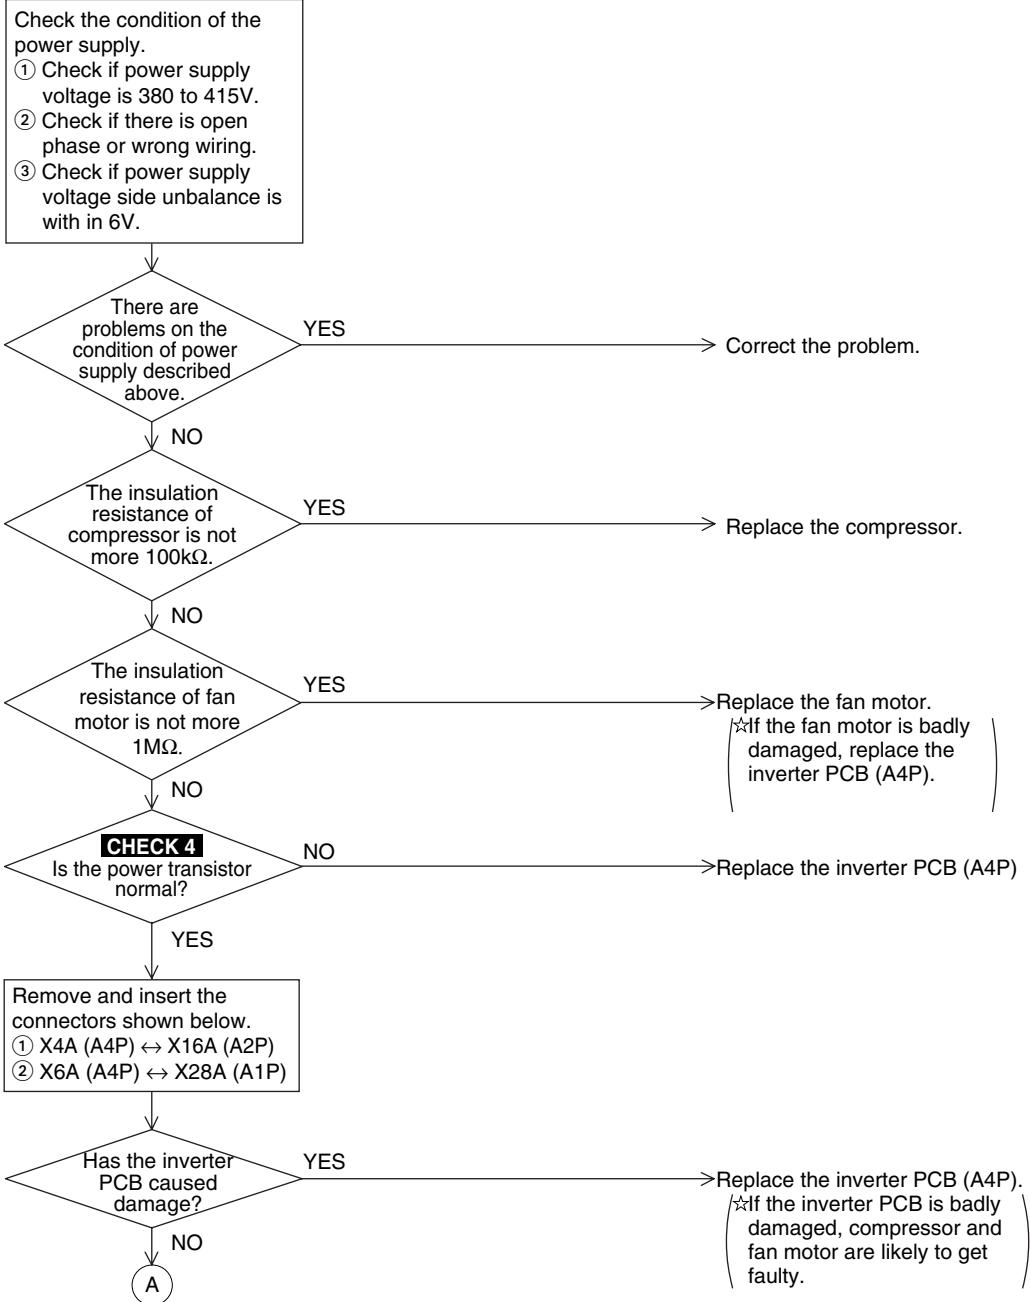 Check the condition of the
power supply.
① Check if power supply
voltage is 380 to 415V.
② Check if there is open
phase or wrong wiring.
③ Check if power supply
voltage side unbalance is
with in 6V.
There are
problems on the
condition of power
supply described
above.
YES
Correct the problem.
NO
The insulation
resistance of
compressor is not
more 100kΩ.
YES
Replace the compressor.
NO
The insulation
resistance of fan
motor is not more
1MΩ.
YES
Replace the fan motor.
☆If the fan motor is badly
damaged, replace the
inverter PCB (A4P).
NO
CHECK 4
Is the power transistor
normal?
NO
Replace the inverter PCB (A4P)
YES
Remove and insert the
connectors shown below.
① X4A (A4P) ↔ X16A (A2P)
② X6A (A4P) ↔ X28A (A1P)
Has the inverter
PCB caused
damage?
YES
Replace the inverter PCB (A4P).
☆If the inverter PCB is badly
damaged, compressor and
fan motor are likely to get
faulty.
NO
A